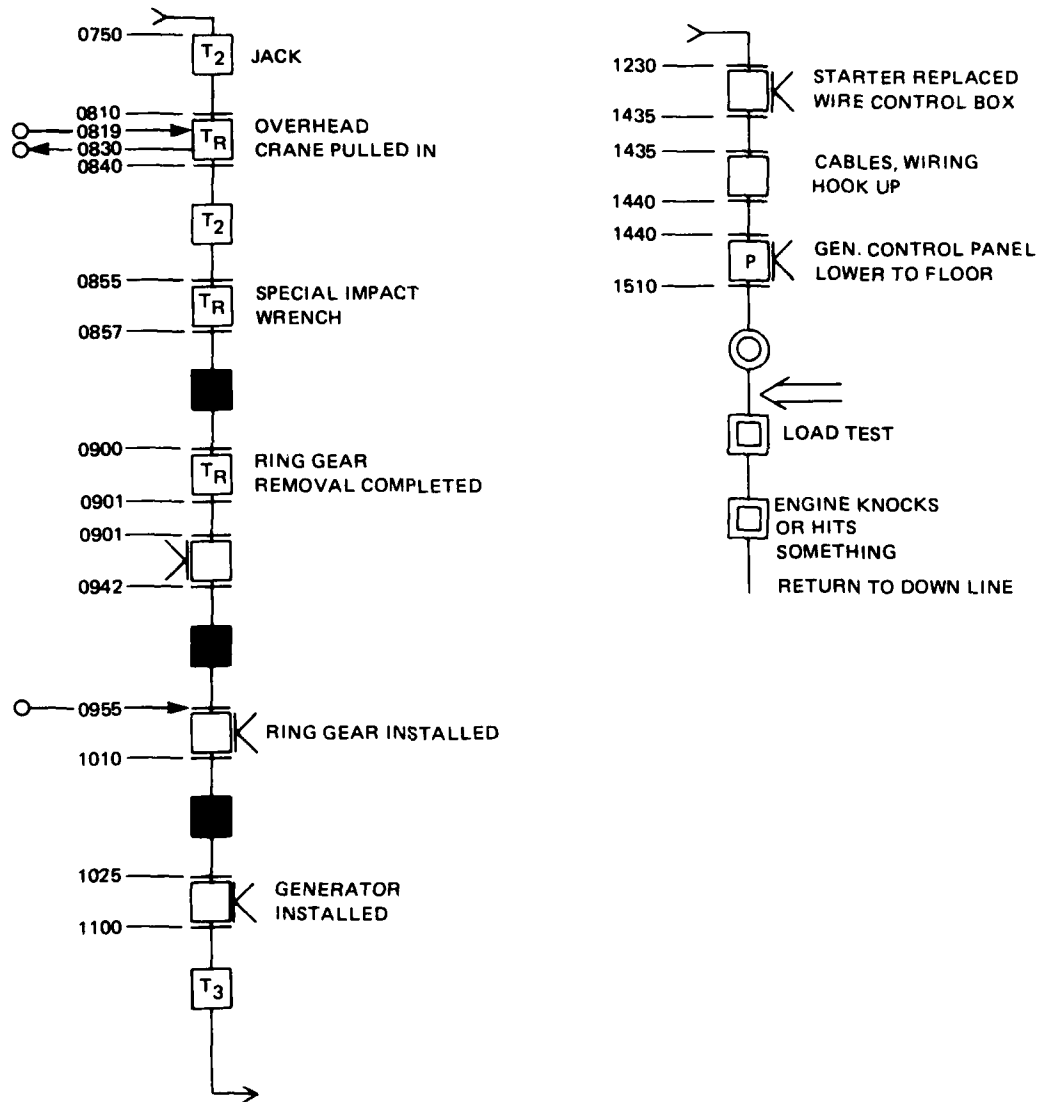 0750
T2 JACK
0810
0819
0830
TR OVERHEAD
CRANE PULLED IN
0840
T2
0855
TR SPECIAL IMPACT
WRENCH
0857
0900
TR RING GEAR
REMOVAL COMPLETED
0901
0901
0942
0955
RING GEAR INSTALLED
1010
1025
GENERATOR
INSTALLED
1100
T3
1230
STARTER REPLACED
WIRE CONTROL BOX
1435
1435
CABLES, WIRING
HOOK UP
1440
1440
P GEN. CONTROL PANEL
LOWER TO FLOOR
1510
LOAD TEST
ENGINE KNOCKS
OR HITS
SOMETHING
RETURN TO DOWN LINE